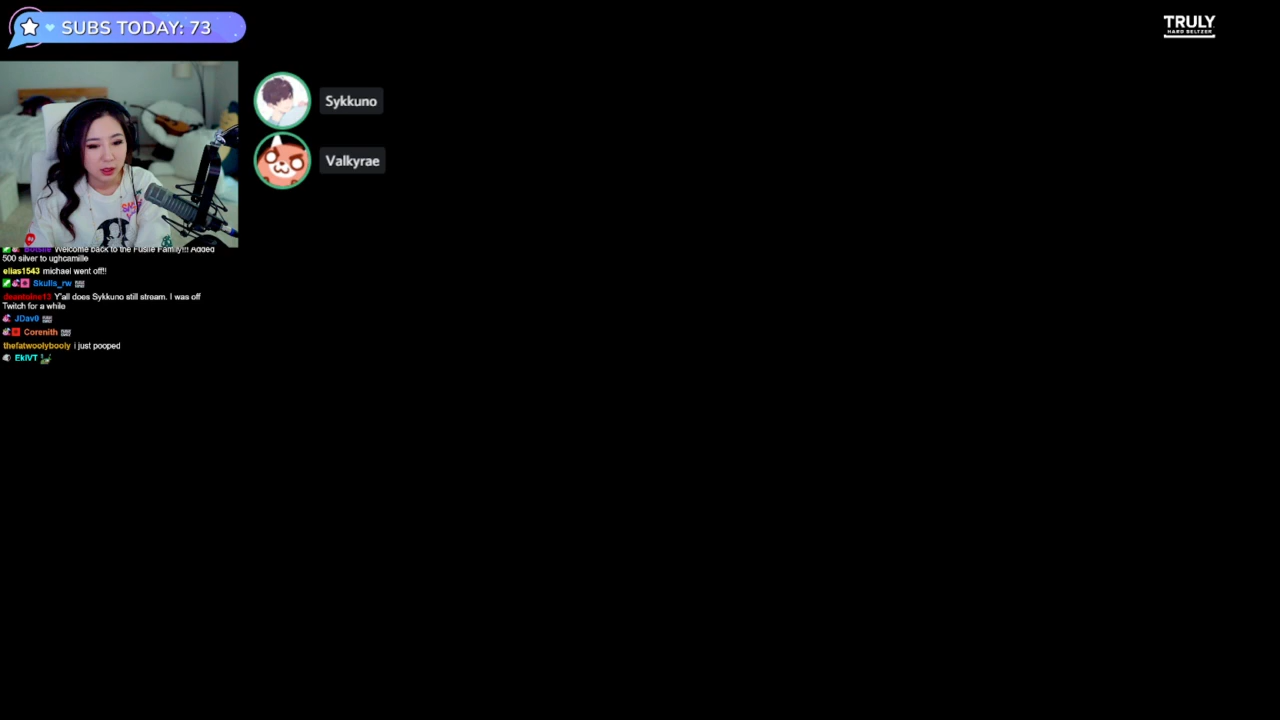 SUBS TODAY: 73
TRULY
HARD SELTZER
Sykkuno
Valkyrae
Welcome back to the Fuslie Family!!! Added
500 silver to ughcamille
elias1543 michael went off!!
Skulls_rw
deantoine13 Y'all does Sykkuno still stream. I was off
Twitch for a while
JDav0
Corenith
thefatwoolybooly i just pooped
EkIVT